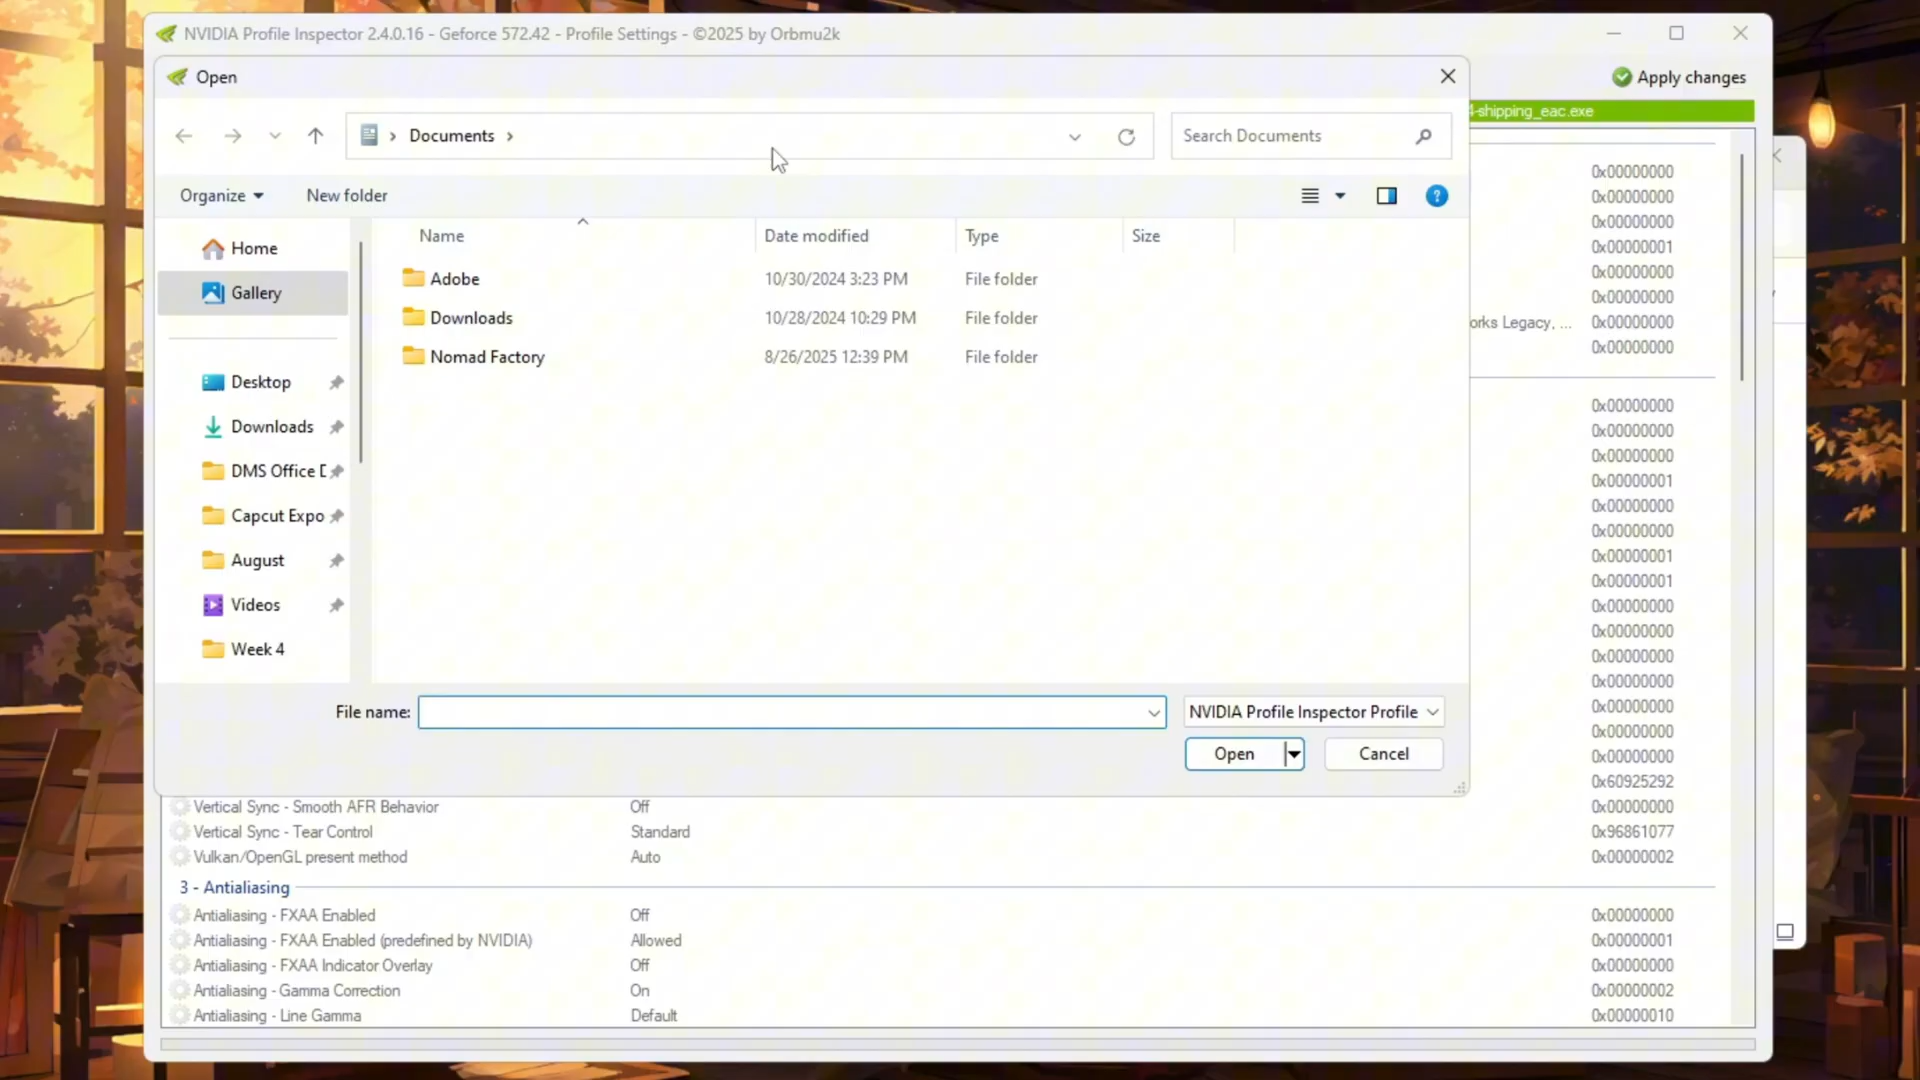 NVIDIA Profile Inspector 2.4.0.16 - Geforce 572.42 - Profile Settings - ©2025 by Orbmu2k
Open
Apply changes
4-shipping_eac.exe
Documents
Search Documents
Organize
New folder
Name
Date modified
Type
Size
Home
Gallery
Desktop
Downloads
DMS Office D
Capcut Expo
August
Videos
Week 4
Adobe 10/30/2024 3:23 PM File folder
Downloads 10/28/2024 10:29 PM File folder
Nomad Factory 8/26/2025 12:39 PM File folder
0x00000000
0x00000000
0x00000000
0x00000001
0x00000000
0x00000000
orks Legacy, ... 0x00000000
0x00000000
0x00000000
0x00000000
0x00000000
0x00000001
0x00000000
0x00000000
0x00000001
0x00000001
0x00000000
0x00000000
0x00000000
0x00000000
0x00000000
0x00000000
0x00000000
0x60925292
File name:
NVIDIA Profile Inspector Profile
Open
Cancel
Vertical Sync - Smooth AFR Behavior Off 0x00000000
Vertical Sync - Tear Control Standard 0x96861077
Vulkan/OpenGL present method Auto 0x00000002
3 - Antialiasing
Antialiasing - FXAA Enabled Off 0x00000000
Antialiasing - FXAA Enabled (predefined by NVIDIA) Allowed 0x00000001
Antialiasing - FXAA Indicator Overlay Off 0x00000000
Antialiasing - Gamma Correction On 0x00000002
Antialiasing - Line Gamma Default 0x00000010